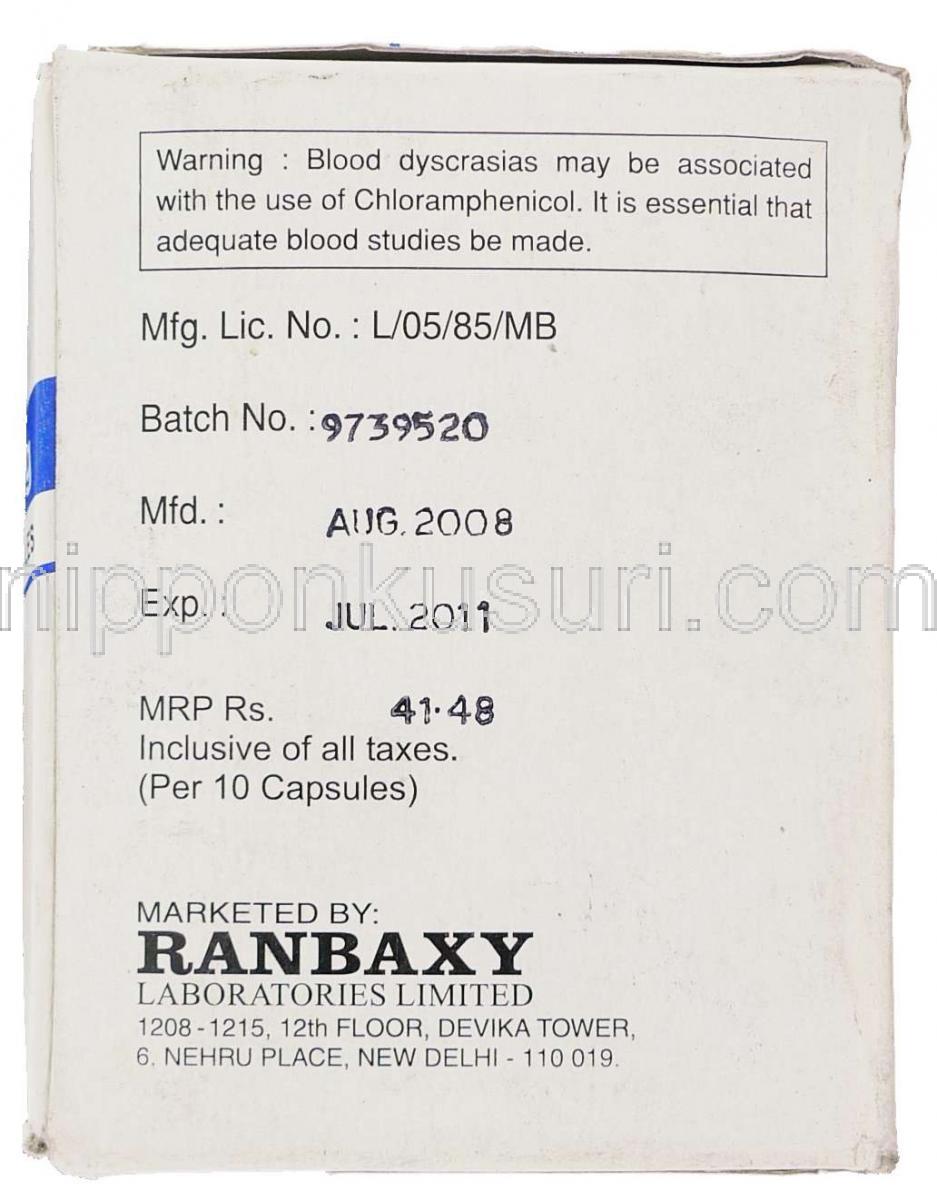 Warning : Blood dyscrasias may be associated
with the use of Chloramphenicol. It is essential that
adequate blood studies be made.
Mfg. Lic. No. : L/05/85/MB
Batch No. : 9739520
Mfd. : AUG. 2008
nipponkusuri.com
Exp. : JUL. 2011
MRP Rs. 41.48
Inclusive of all taxes.
(Per 10 Capsules)
MARKETED BY:
RANBAXY
LABORATORIES LIMITED
1208-1215, 12th FLOOR, DEVIKA TOWER,
6, NEHRU PLACE, NEW DELHI - 110 019.